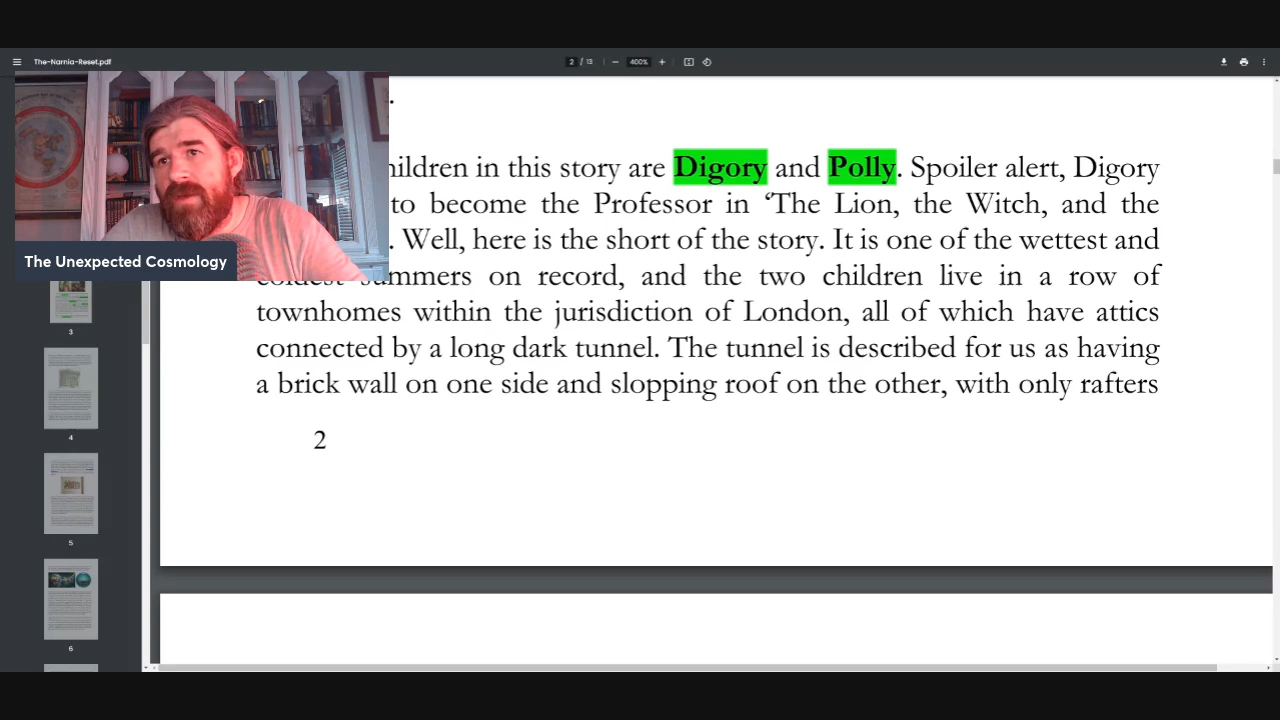 The-Narnia-Reset.pdf
2 / 13
400%
.
hildren in this story are Digory and Polly. Spoiler alert, Digory
to become the Professor in ‘The Lion, the Witch, and the
. Well, here is the short of the story. It is one of the wettest and
coldest summers on record, and the two children live in a row of
townhomes within the jurisdiction of London, all of which have attics
connected by a long dark tunnel. The tunnel is described for us as having
a brick wall on one side and slopping roof on the other, with only rafters
2
The Unexpected Cosmology
3
4
5
6